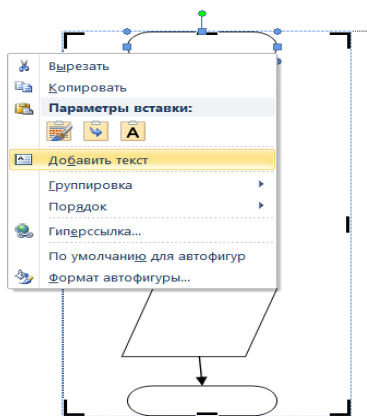 Вырезать
Копировать
Параметры вставки:
A
Добавить текст
Группировка
Порядок
Гиперссылка...
По умолчанию для автофигур
Формат автофигуры...